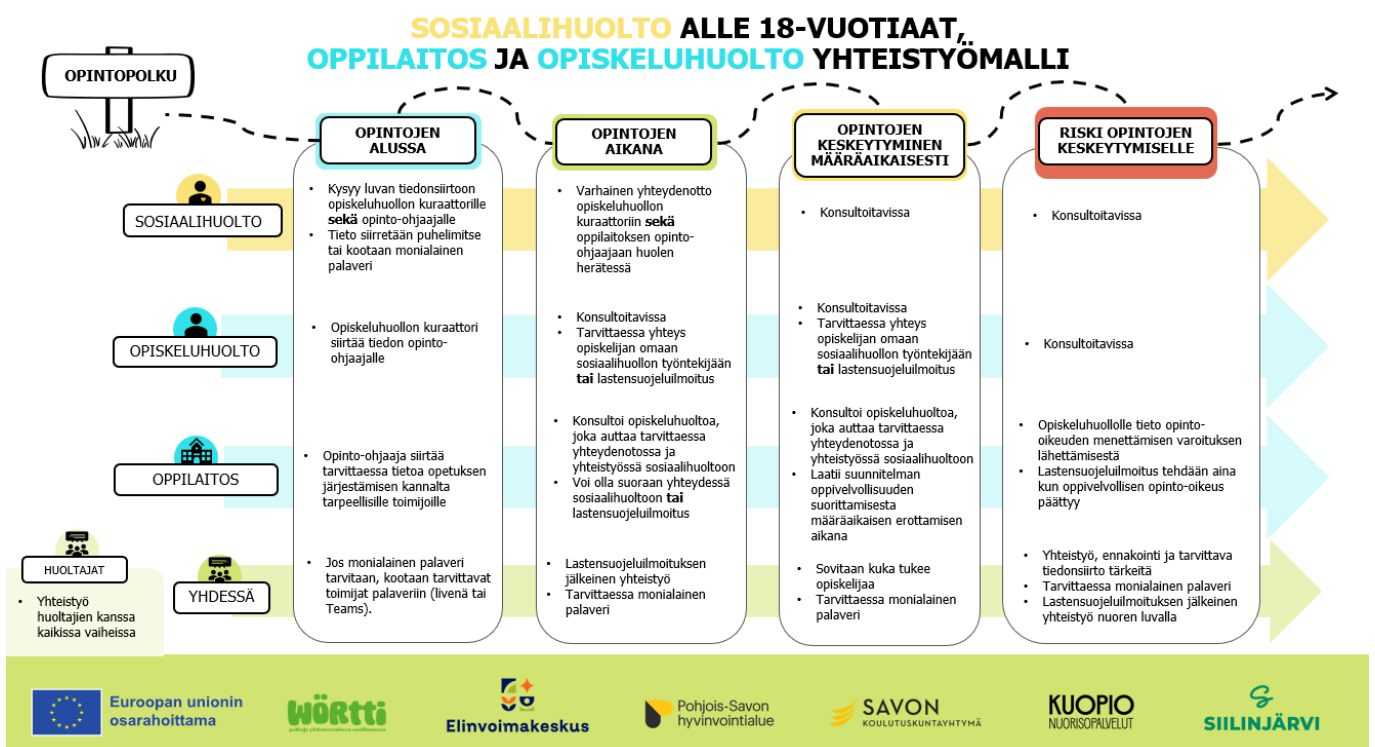 SOSIAALIHUOLTO ALLE 18-VUOTIAAT,
OPPILAITOS JA OPISKELUHUOLTO YHTEISTYÖMALLI
OPINTOPOLKU
OPINTOJEN
ALUSSA
OPINTOJEN
AIKANA
OPINTOJEN
KESKEYTYMINEN
MÄÄRÄAIKAISESTI
RISKI OPINTOJEN
KESKEYTYMISELLE
SOSIAALIHUOLTO
• Kysyy luvan tiedonsiirtoon
opiskeluhuollon kuraattorille
sekä opinto-ohjaajalle
• Tieto siirretään puhelimitse
tai kootaan monialainen
palaveri
• Varhainen yhteydenotto
opiskeluhuollon
kuraattoriin sekä
oppilaitoksen opinto-
ohjaajaan huolen
herätessä
• Konsultoitavissa
• Konsultoitavissa
OPISKELUHUOLTO
• Opiskeluhuollon kuraattori
siirtää tiedon opinto-
ohjaajalle
• Konsultoitavissa
• Tarvittaessa yhteys
opiskelijan omaan
sosiaalihuollon työntekijään
tai lastensuojeluilmoitus
• Konsultoitavissa
• Tarvittaessa yhteys
opiskelijan omaan
sosiaalihuollon työntekijään
tai lastensuojeluilmoitus
• Konsultoitavissa
OPPILAITOS
• Opinto-ohjaaja siirtää
tarvittaessa tietoa opetuksen
järjestämisen kannalta
tarpeellisille toimijoille
• Konsultoi opiskeluhuoltoa,
joka auttaa tarvittaessa
yhteydenotossa ja
yhteistyössä sosiaalihuoltoon
• Voi olla suoraan yhteydessä
sosiaalihuoltoon tai
lastensuojeluilmoitus
• Konsultoi opiskeluhuoltoa,
joka auttaa tarvittaessa
yhteydenotossa ja
yhteistyössä sosiaalihuoltoon
• Laatii suunnitelman
oppivelvollisuuden
suorittamisesta
määräaikaisen erottamisen
aikana
• Opiskeluhuollolle tieto opinto-
oikeuden menettämisen varoituksen
lähettämisestä
• Lastensuojeluilmoitus tehdään aina
kun oppivelvollisen opinto-oikeus
päättyy
HUOLTAJAT
• Yhteistyö
huoltajien kanssa
kaikissa vaiheissa
YHDESSÄ
• Jos monialainen palaveri
tarvitaan, kootaan tarvittavat
toimijat palaveriin (livenä tai
Teams).
• Lastensuojeluilmoituksen
jälkeinen yhteistyö
• Tarvittaessa monialainen
palaveri
• Sovitaan kuka tukee
opiskelijaa
• Tarvittaessa monialainen
palaveri
• Yhteistyö, ennakointi ja tarvittava
tiedonsiirto tärkeitä
• Tarvittaessa monialainen palaveri
• Lastensuojeluilmoituksen jälkeinen
yhteistyö nuoren luvalla
Euroopan unionin
osarahoittama
WÖRtti
Elinvoimakeskus
Pohjois-Savon
hyvinvointialue
SAVON
KOULUTUSKUNTAYHTYMÄ
KUOPIO
NUORISOPALVELUT
SIILINJÄRVI